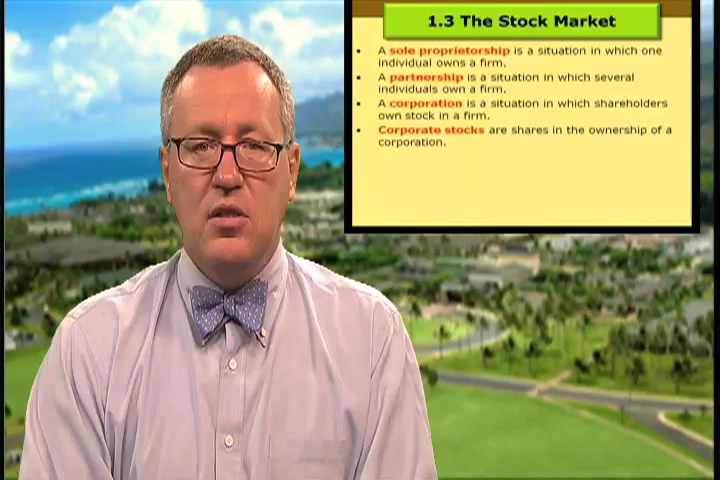 1.3 The Stock Market
• A sole proprietorship is a situation in which one
individual owns a firm.
• A partnership is a situation in which several
individuals own a firm.
• A corporation is a situation in which shareholders
own stock in a firm.
• Corporate stocks are shares in the ownership of a
corporation.